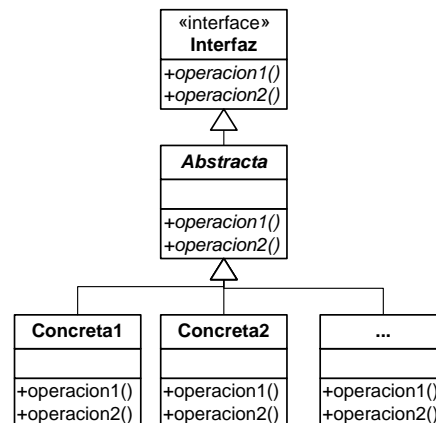 «interface»
Interfaz
+operacion1()
+operacion2()
Abstracta
+operacion1()
+operacion2()
Concreta1
+operacion1()
+operacion2()
Concreta2
+operacion1()
+operacion2()
...
+operacion1()
+operacion2()